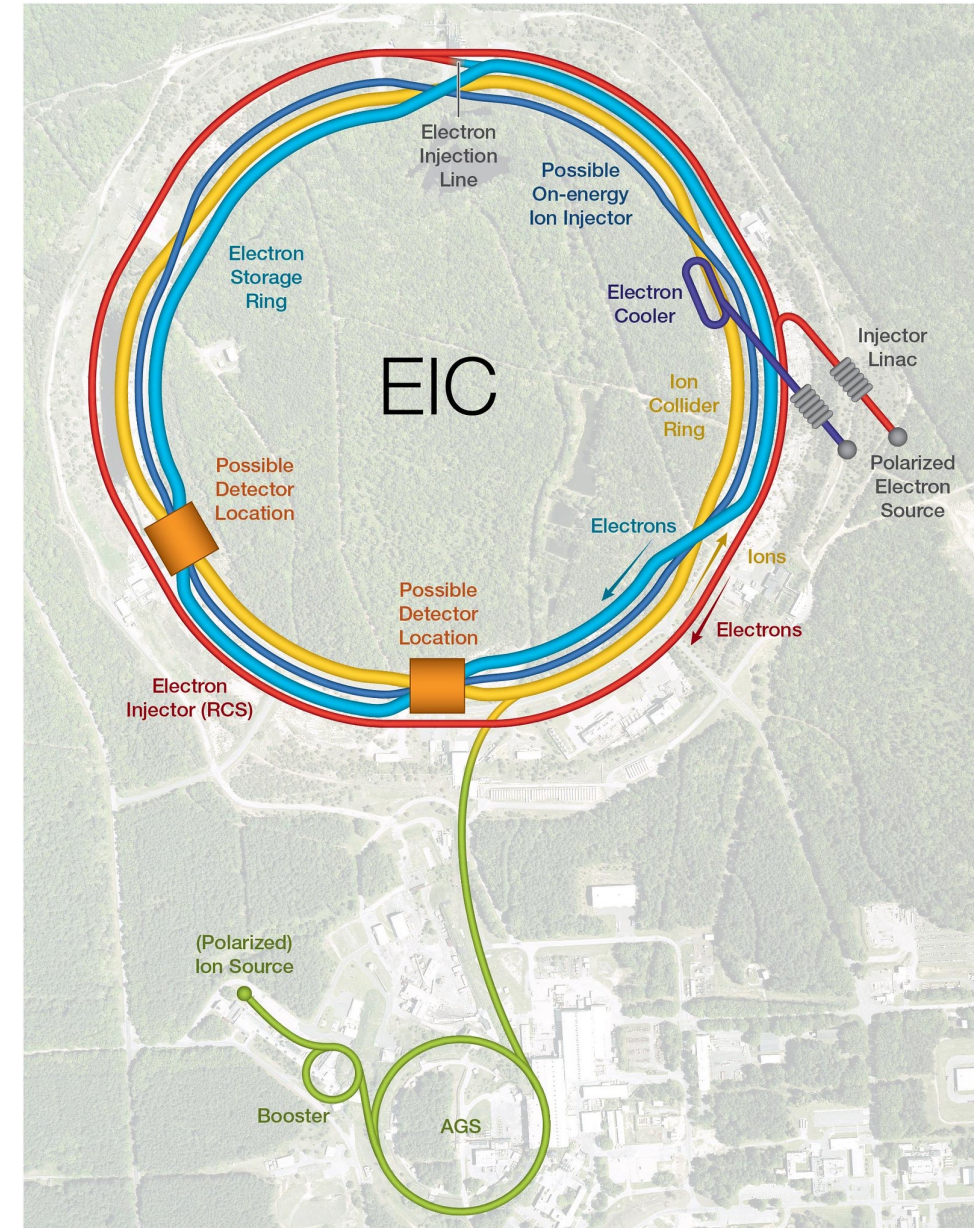 Electron
Injection
Line
Possible
On-energy
Ion Injector
Electron
Storage
Ring
Electron
Cooler
Injector
Linac
EIC
Ion
Collider
Ring
Polarized
Electron
Source
Possible
Detector
Location
Electrons
Ions
Possible
Detector
Location
Electrons
Electron
Injector (RCS)
(Polarized)
Ion Source
Booster
AGS